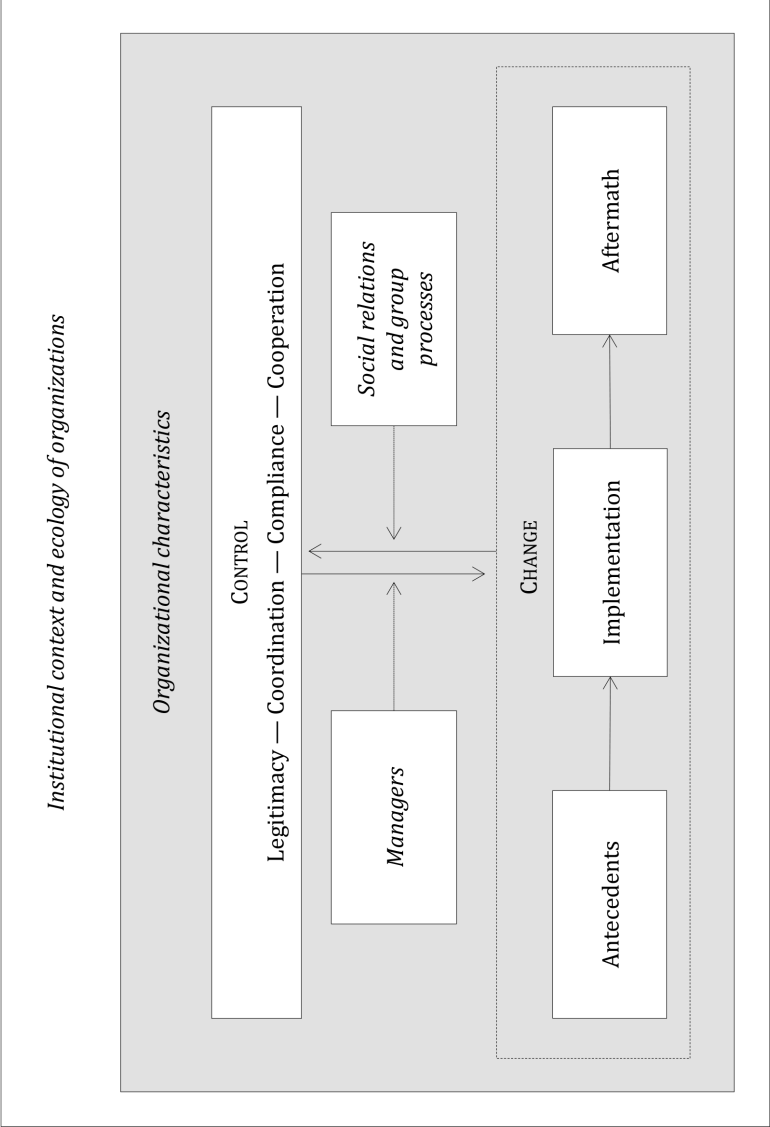 Institutional context and ecology of organizations
Organizational characteristics
CONTROL
Legitimacy — Coordination — Compliance — Cooperation
Managers
Social relations
and group
processes
CHANGE
Antecedents
Implementation
Aftermath